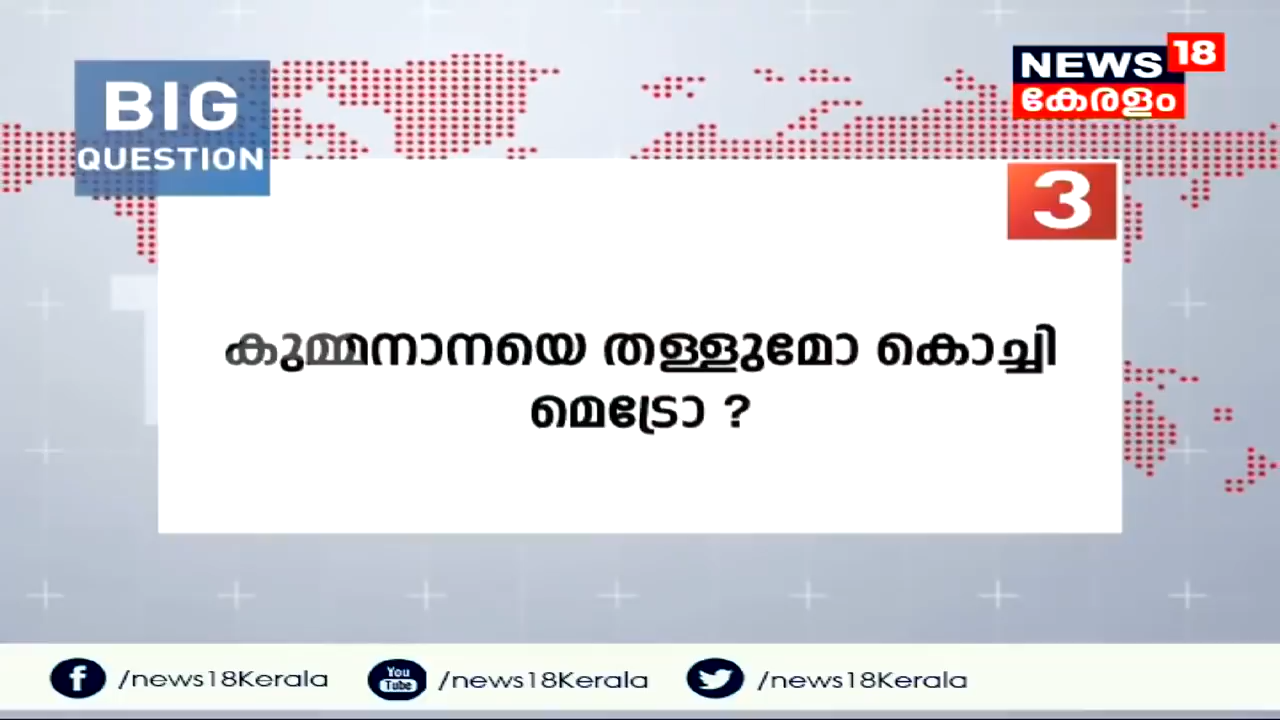 BIG
QUESTION
NEWS 18
കേരളം
3
കുമ്മനാനയെ തള്ളുമോ കൊച്ചി
മെട്രോ ?
/news18Kerala
You
Tube
/news18Kerala
/news18Kerala